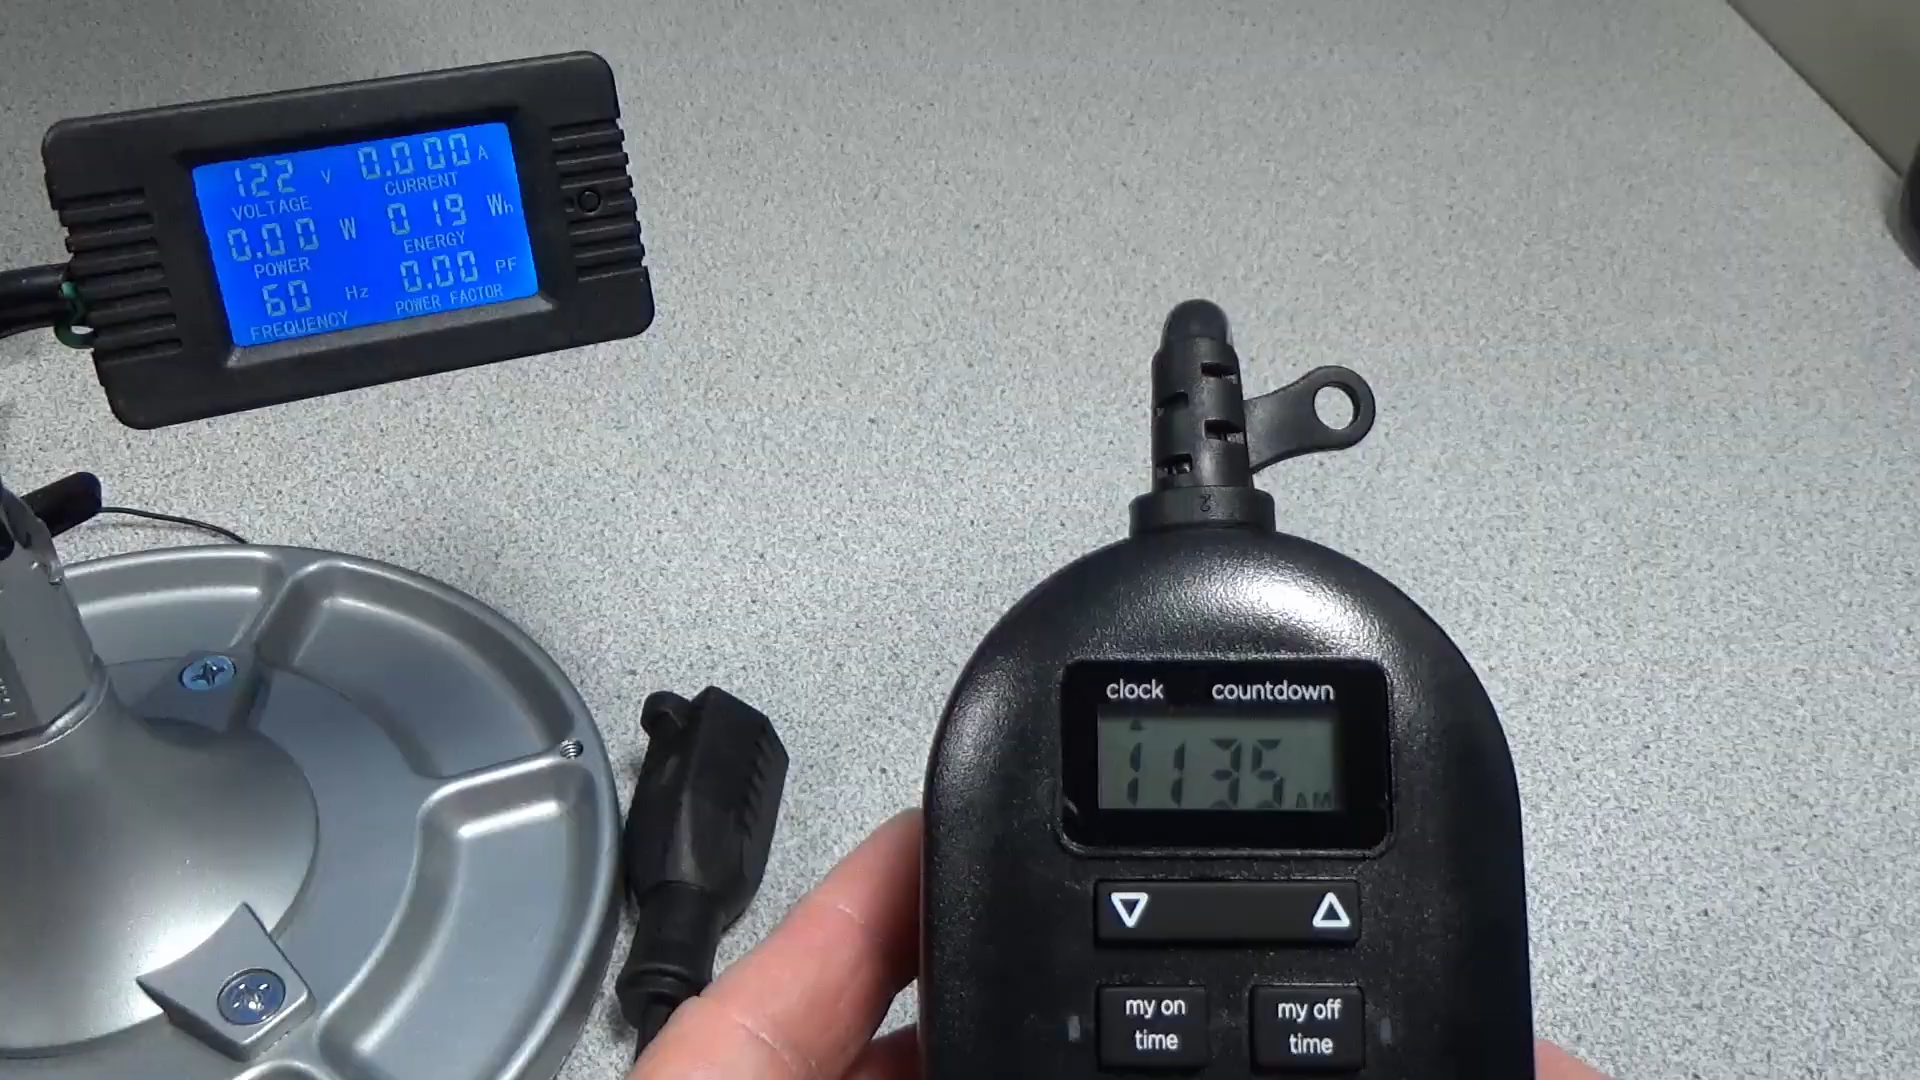 122 V 0.000 A
VOLTAGE CURRENT
0.00 W 019 Wh
POWER ENERGY
60 Hz 0.00 PF
FREQUENCY POWER FACTOR
2
clock countdown
11 35 AM
my on
time
my off
time